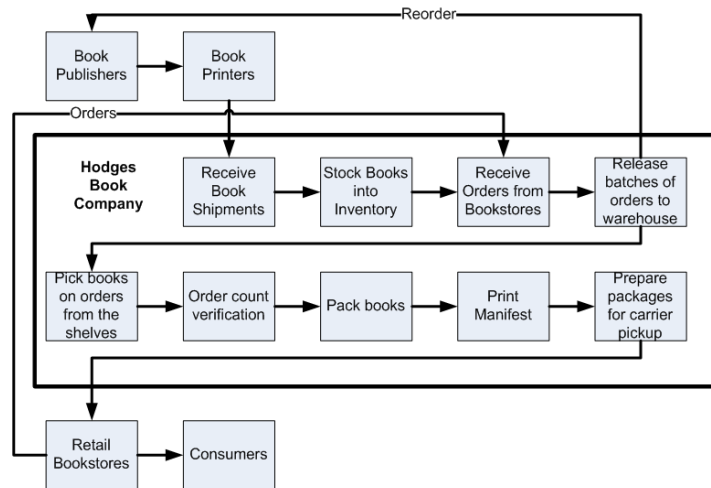 Reorder
Book
Publishers
Book
Printers
Orders
Hodges
Book
Company
Receive
Book
Shipments
Stock Books
into
Inventory
Receive
Orders from
Bookstores
Release
batches of
orders to
warehouse
Pick books
on orders
from the
shelves
Order count
verification
Pack books
Print
Manifest
Prepare
packages
for carrier
pickup
Retail
Bookstores
Consumers